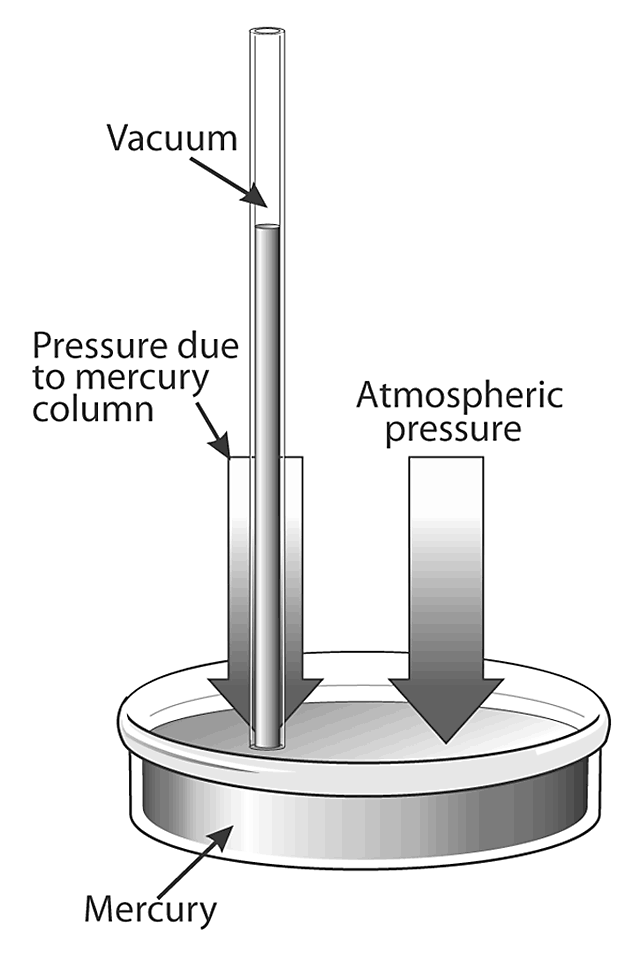 Vacuum
Pressure due
to mercury
column
Atmospheric
pressure
Mercury